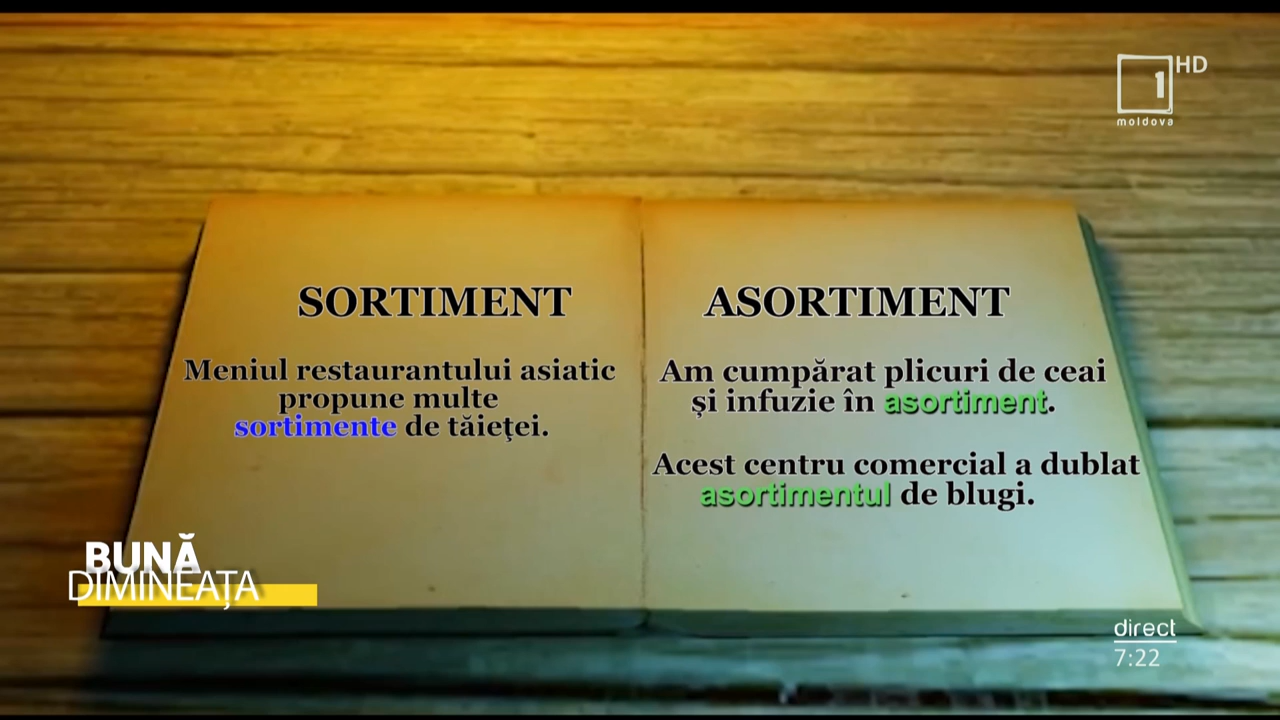 1 HD
moldova
SORTIMENT
Meniul restaurantului asiatic
propune multe
sortimente de tăieţei.
ASORTIMENT
Am cumpărat plicuri de ceai
și infuzie în asortiment.
Acest centru comercial a dublat
asortimentul de blugi.
BUNĂ
DIMINEAȚA
direct
7:22